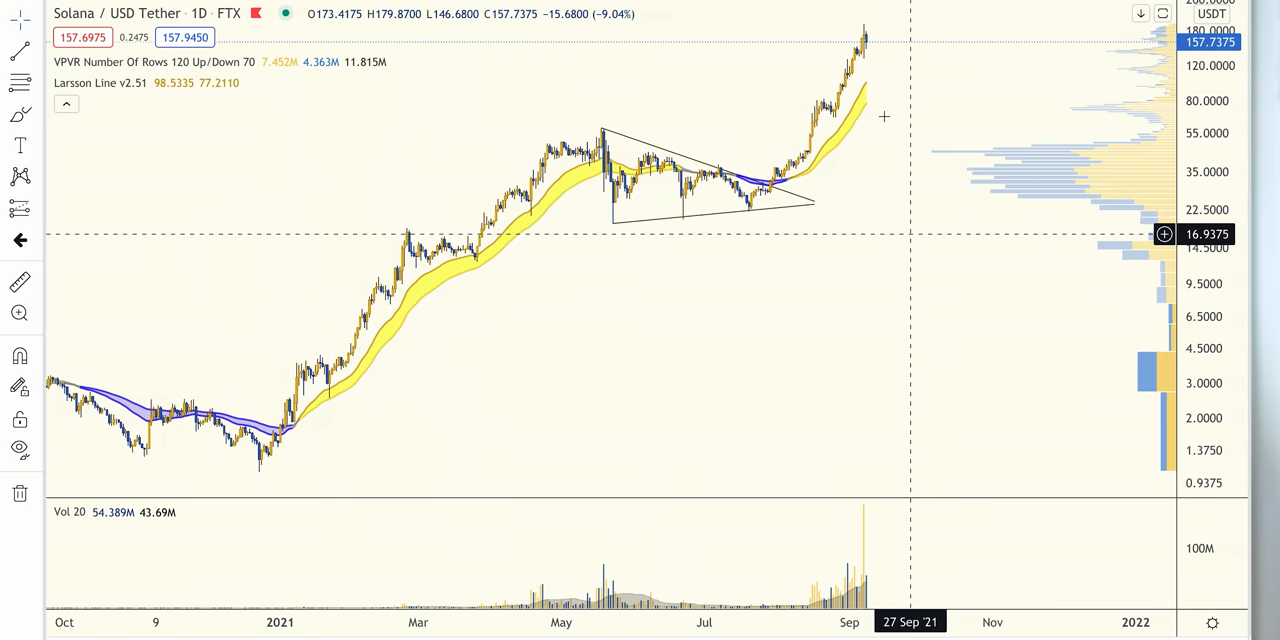 Solana / USD Tether · 1D · FTX O173.4175 H179.8700 L146.6800 C157.7375 −15.6800 (−9.04%)
157.6975 0.2475 157.9450
VPVR Number Of Rows 120 Up/Down 70 7.452M 4.363M 11.815M
Larsson Line v2.51 98.5335 77.2110
USDT
180.0000
157.7375
120.0000
80.0000
55.0000
35.0000
22.5000
16.9375
14.5000
9.5000
6.5000
4.5000
3.0000
2.0000
1.3750
0.9375
Vol 20 54.389M 43.69M
100M
Oct 9 2021 Mar May Jul Sep 27 Sep '21 Nov 2022